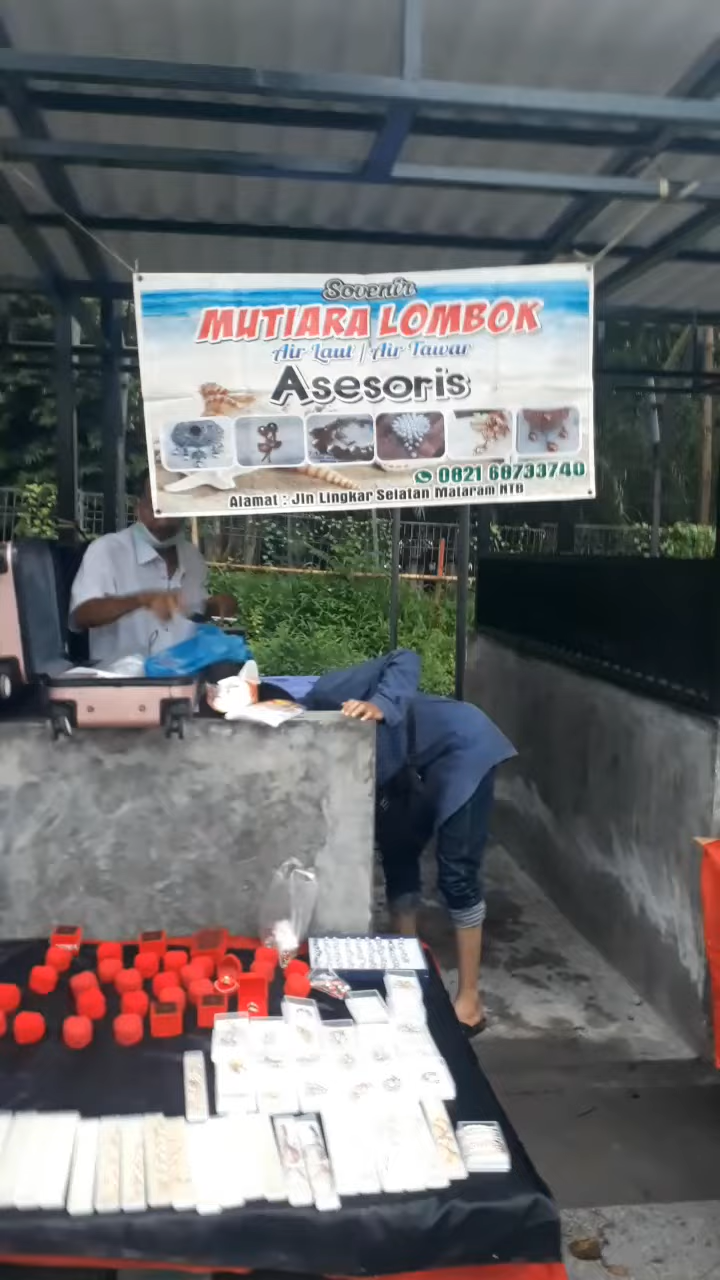 Sovenir
MUTIARA LOMBOK
Air Laut / Air Tawar
Asesoris
0821 68733740
Alamat : Jln Lingkar Selatan Mataram NTB